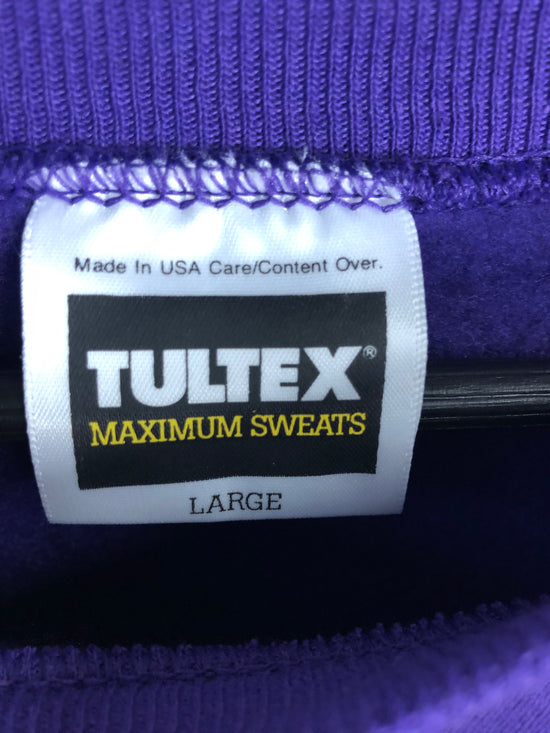 Made In USA Care/Content Over.
TULTEX®
MAXIMUM SWEATS
LARGE